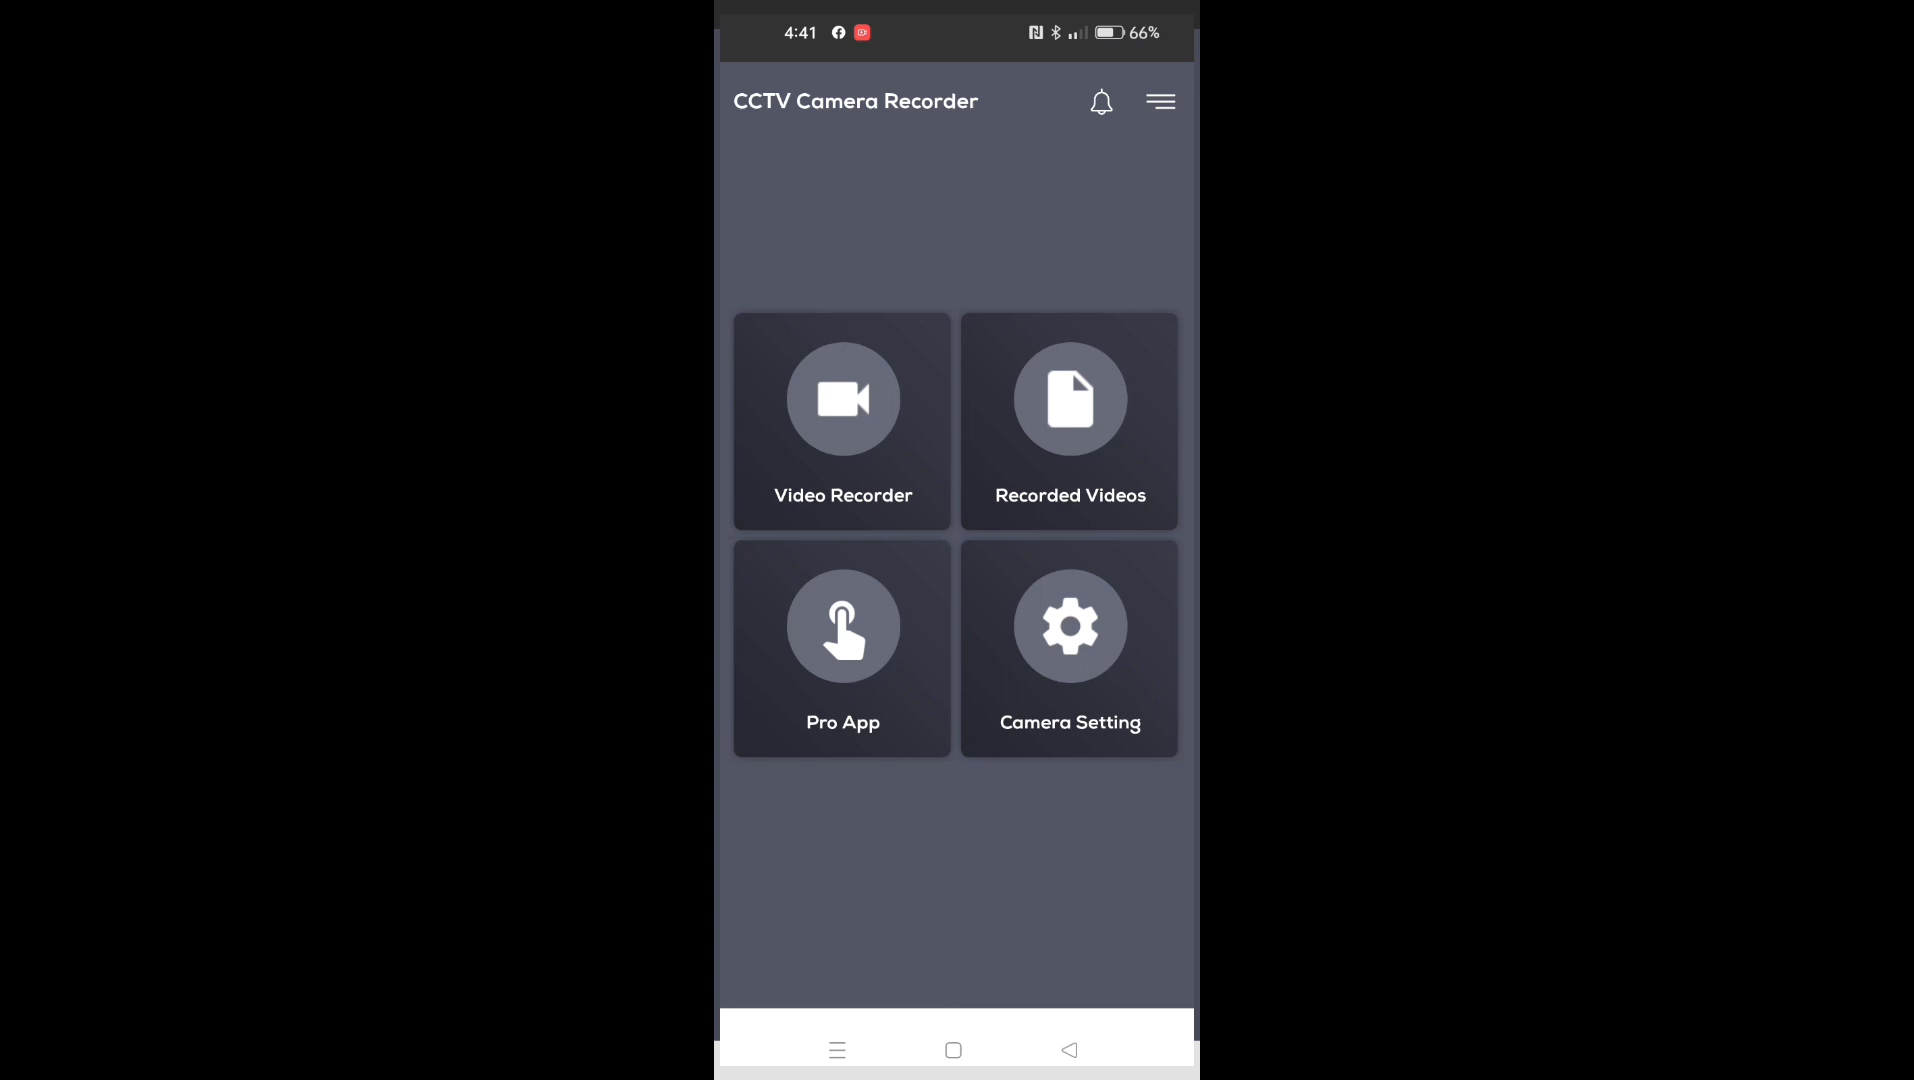 4:41
66%
CCTV Camera Recorder
Video Recorder
Recorded Videos
Pro App
Camera Setting